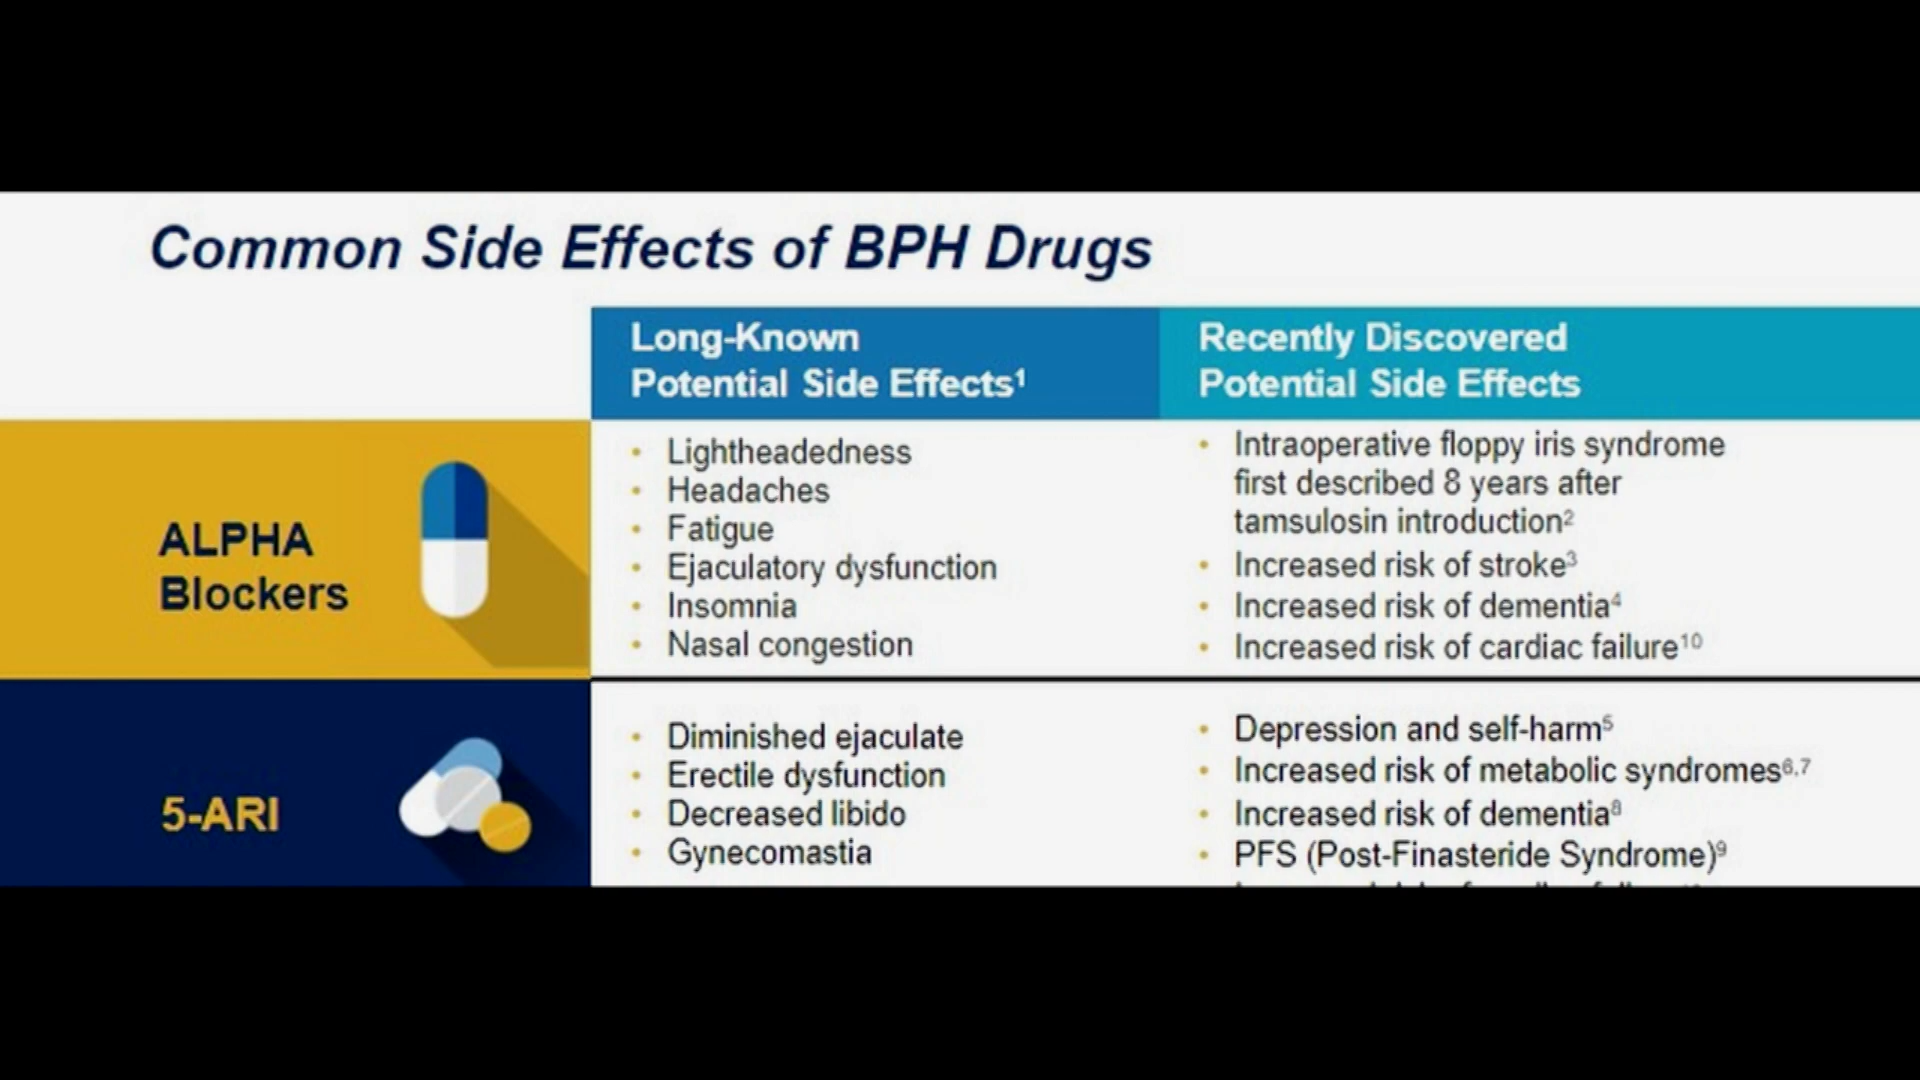 Common Side Effects of BPH Drugs
Long-Known
Potential Side Effects¹
Recently Discovered
Potential Side Effects
ALPHA
Blockers
• Lightheadedness
• Headaches
• Fatigue
• Ejaculatory dysfunction
• Insomnia
• Nasal congestion
• Intraoperative floppy iris syndrome
first described 8 years after
tamsulosin introduction²
• Increased risk of stroke³
• Increased risk of dementia⁴
• Increased risk of cardiac failure¹⁰
5-ARI
• Diminished ejaculate
• Erectile dysfunction
• Decreased libido
• Gynecomastia
• Depression and self-harm⁵
• Increased risk of metabolic syndromes⁶,⁷
• Increased risk of dementia⁸
• PFS (Post-Finasteride Syndrome)⁹